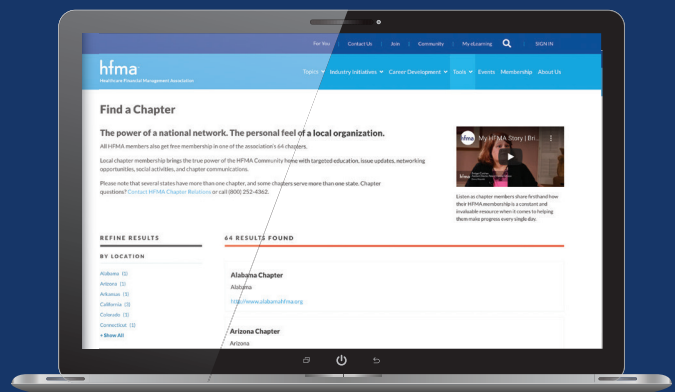 For You | Contact Us | Join | Community | My eLearning | SIGN IN
hfma
Healthcare Financial Management Association
Topics Industry Initiatives Career Development Tools Events Membership About Us
Find a Chapter
The power of a national network. The personal feel of a local organization.
All HFMA members also get free membership in one of the association's 64 chapters.
Local chapter membership brings the true power of the HFMA Community home with targeted education, issue updates, networking
opportunities, social activities, and chapter communications.
Please note that several states have more than one chapter, and some chapters serve more than one state. Chapter
questions? Contact HFMA Chapter Relations or call (800) 252-4362.
hfma My HFMA Story | Bri...
Listen as chapter members share firsthand how
their HFMA membership is a constant and
invaluable resource when it comes to helping
them make progress every single day.
REFINE RESULTS
64 RESULTS FOUND
BY LOCATION
Alabama (1)
Arizona (1)
Arkansas (1)
California (3)
Colorado (1)
Connecticut (1)
+ Show All
Alabama Chapter
Alabama
http://www.alabamahfma.org
Arizona Chapter
Arizona